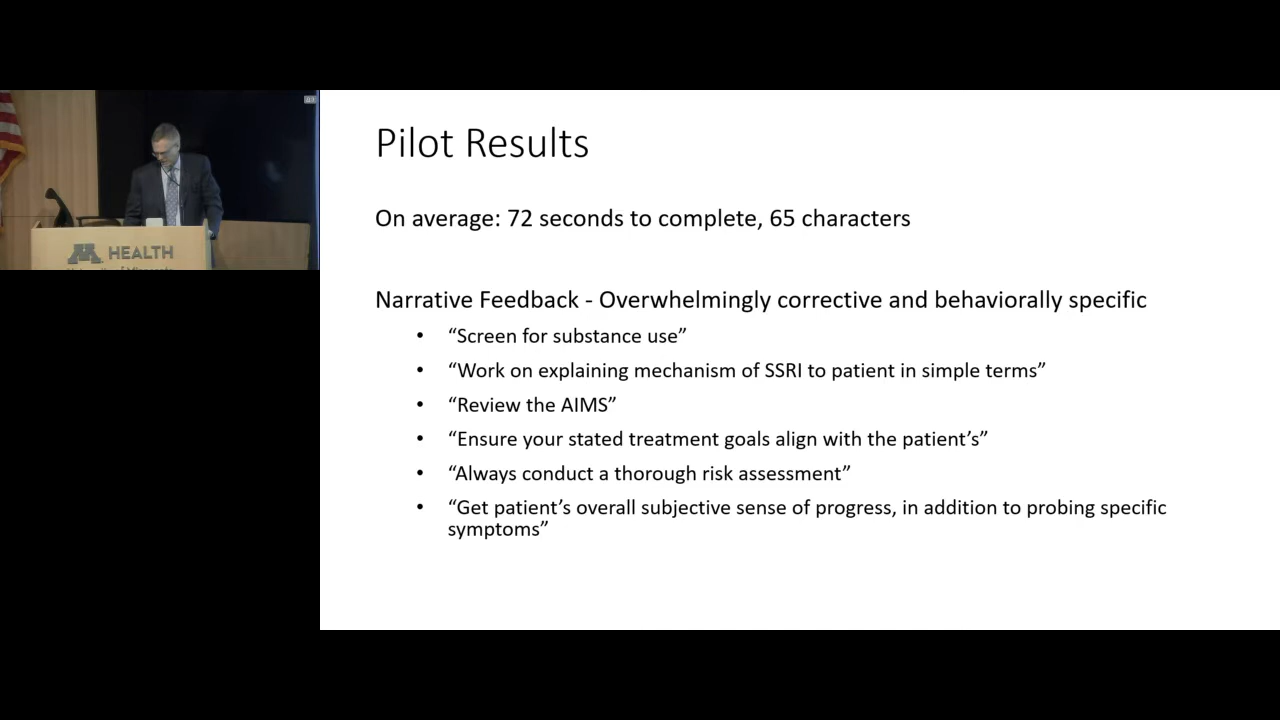 M HEALTH
Pilot Results
On average: 72 seconds to complete, 65 characters
Narrative Feedback - Overwhelmingly corrective and behaviorally specific
• “Screen for substance use”
• “Work on explaining mechanism of SSRI to patient in simple terms”
• “Review the AIMS”
• “Ensure your stated treatment goals align with the patient’s”
• “Always conduct a thorough risk assessment”
• “Get patient’s overall subjective sense of progress, in addition to probing specific
symptoms”